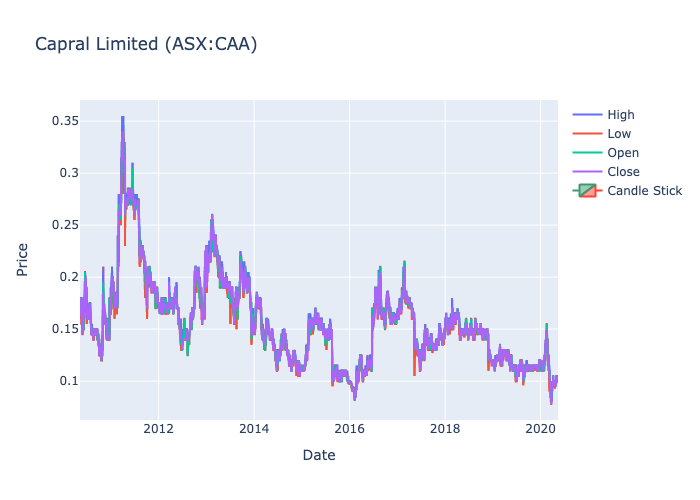 Capral Limited (ASX:CAA)
High
Low
Open
Close
Candle Stick
0.35
0.3
0.25
0.2
0.15
0.1
Price
2012 2014 2016 2018 2020
Date